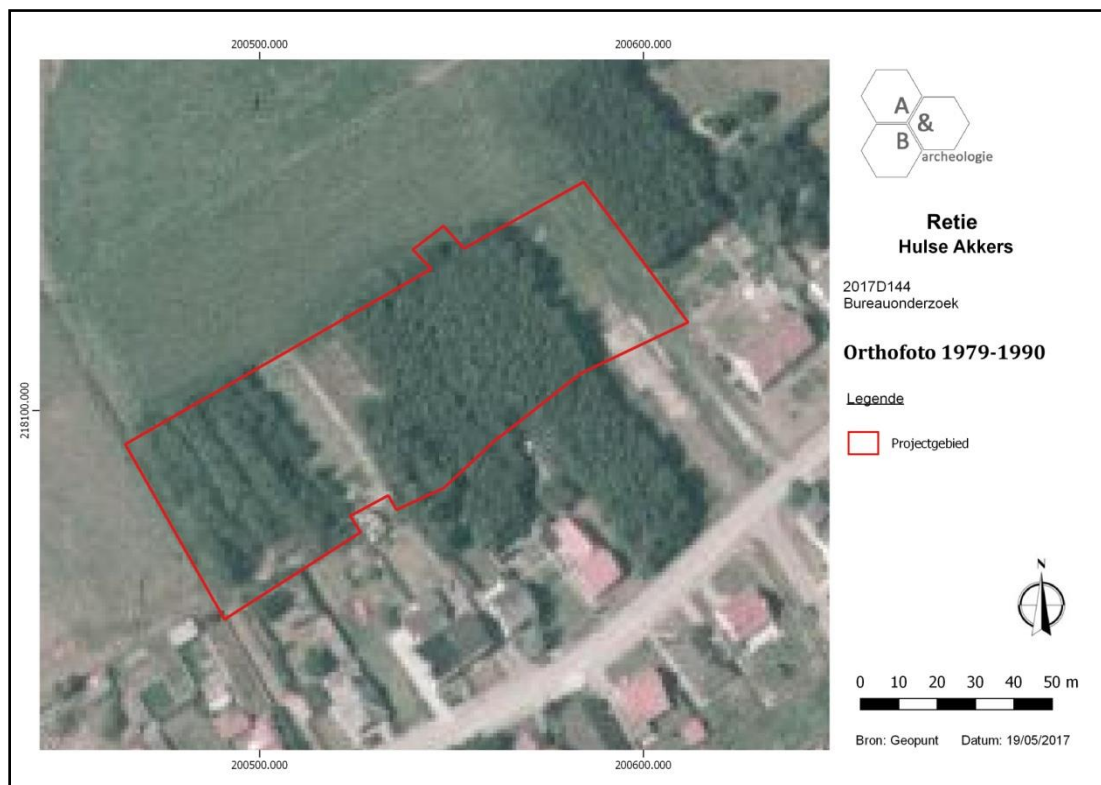 200500.000 200600.000
218100.000
A
&
B
archeologie
Retie
Hulse Akkers
2017D144
Bureauonderzoek
Orthofoto 1979-1990
Legende
Projectgebied
N
0 10 20 30 40 50 m
Bron: Geopunt Datum: 19/05/2017
200500.000 200600.000